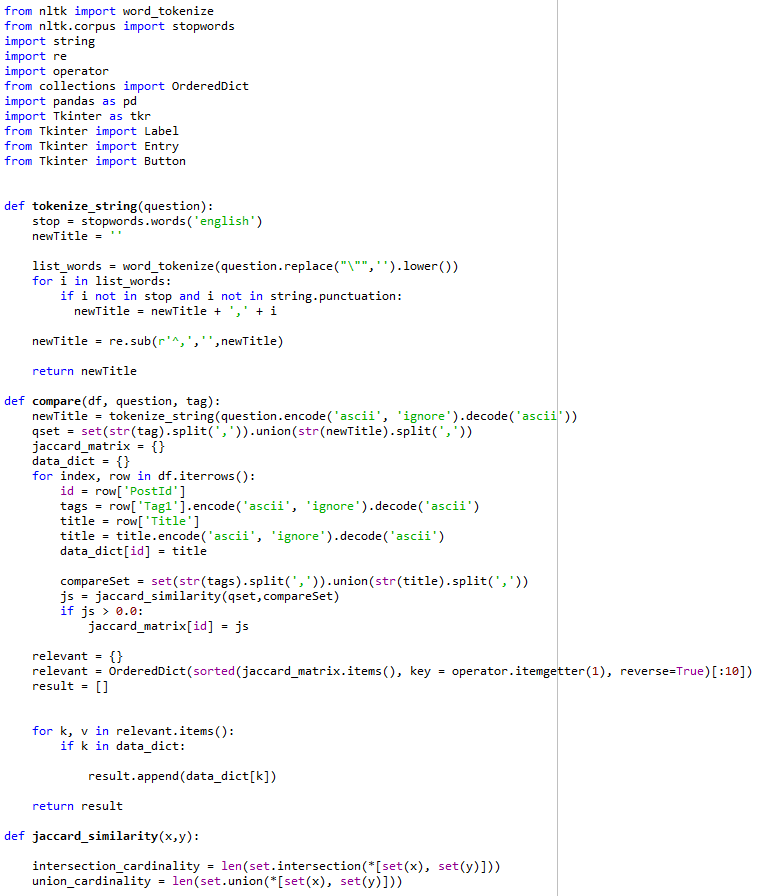 from nltk import word_tokenize
from nltk.corpus import stopwords
import string
import re
import operator
from collections import OrderedDict
import pandas as pd
import Tkinter as tkr
from Tkinter import Label
from Tkinter import Entry
from Tkinter import Button
def tokenize_string(question):
    stop = stopwords.words('english')
    newTitle = ''
    list_words = word_tokenize(question.replace("\"",'').lower())
    for i in list_words:
        if i not in stop and i not in string.punctuation:
          newTitle = newTitle + ',' + i
    newTitle = re.sub(r'^,','',newTitle)
    return newTitle
def compare(df, question, tag):
    newTitle = tokenize_string(question.encode('ascii', 'ignore').decode('ascii'))
    qset = set(str(tag).split(',')).union(str(newTitle).split(','))
    jaccard_matrix = {}
    data_dict = {}
    for index, row in df.iterrows():
        id = row['PostId']
        tags = row['Tag1'].encode('ascii', 'ignore').decode('ascii')
        title = row['Title']
        title = title.encode('ascii', 'ignore').decode('ascii')
        data_dict[id] = title
        compareSet = set(str(tags).split(',')).union(str(title).split(','))
        js = jaccard_similarity(qset,compareSet)
        if js > 0.0:
            jaccard_matrix[id] = js
    relevant = {}
    relevant = OrderedDict(sorted(jaccard_matrix.items(), key = operator.itemgetter(1), reverse=True)[:10])
    result = []
    for k, v in relevant.items():
        if k in data_dict:
            result.append(data_dict[k])
    return result
def jaccard_similarity(x,y):
    intersection_cardinality = len(set.intersection(*[set(x), set(y)]))
    union_cardinality = len(set.union(*[set(x), set(y)]))